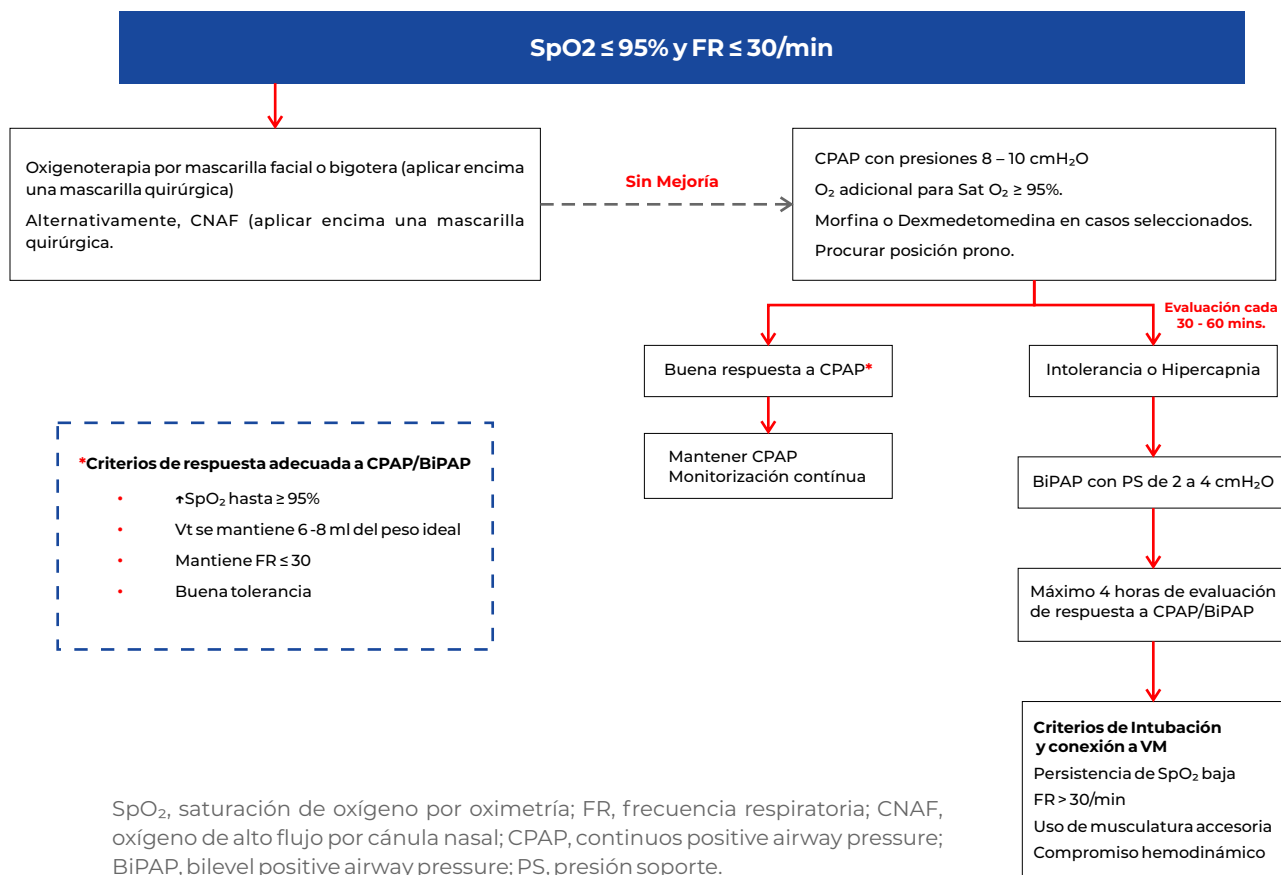 SpO2 ≤ 95% y FR ≤ 30/min
Oxigenoterapia por mascarilla facial o bigotera (aplicar encima
una mascarilla quirúrgica)
Alternativamente, CNAF (aplicar encima una mascarilla
quirúrgica.
Sin Mejoría
CPAP con presiones 8 – 10 cmH₂O
O₂ adicional para Sat O₂ ≥ 95%.
Morfina o Dexmedetomedina en casos seleccionados.
Procurar posición prono.
Evaluación cada
30 - 60 mins.
Buena respuesta a CPAP*
Intolerancia o Hipercapnia
Mantener CPAP
Monitorización contínua
BiPAP con PS de 2 a 4 cmH₂O
*Criterios de respuesta adecuada a CPAP/BiPAP
• ↑SpO₂ hasta ≥ 95%
• Vt se mantiene 6 -8 ml del peso ideal
• Mantiene FR ≤ 30
• Buena tolerancia
Máximo 4 horas de evaluación
de respuesta a CPAP/BiPAP
Criterios de Intubación
y conexión a VM
Persistencia de SpO₂ baja
FR > 30/min
Uso de musculatura accesoria
Compromiso hemodinámico
SpO₂, saturación de oxígeno por oximetría; FR, frecuencia respiratoria; CNAF,
oxígeno de alto flujo por cánula nasal; CPAP, continuos positive airway pressure;
BiPAP, bilevel positive airway pressure; PS, presión soporte.